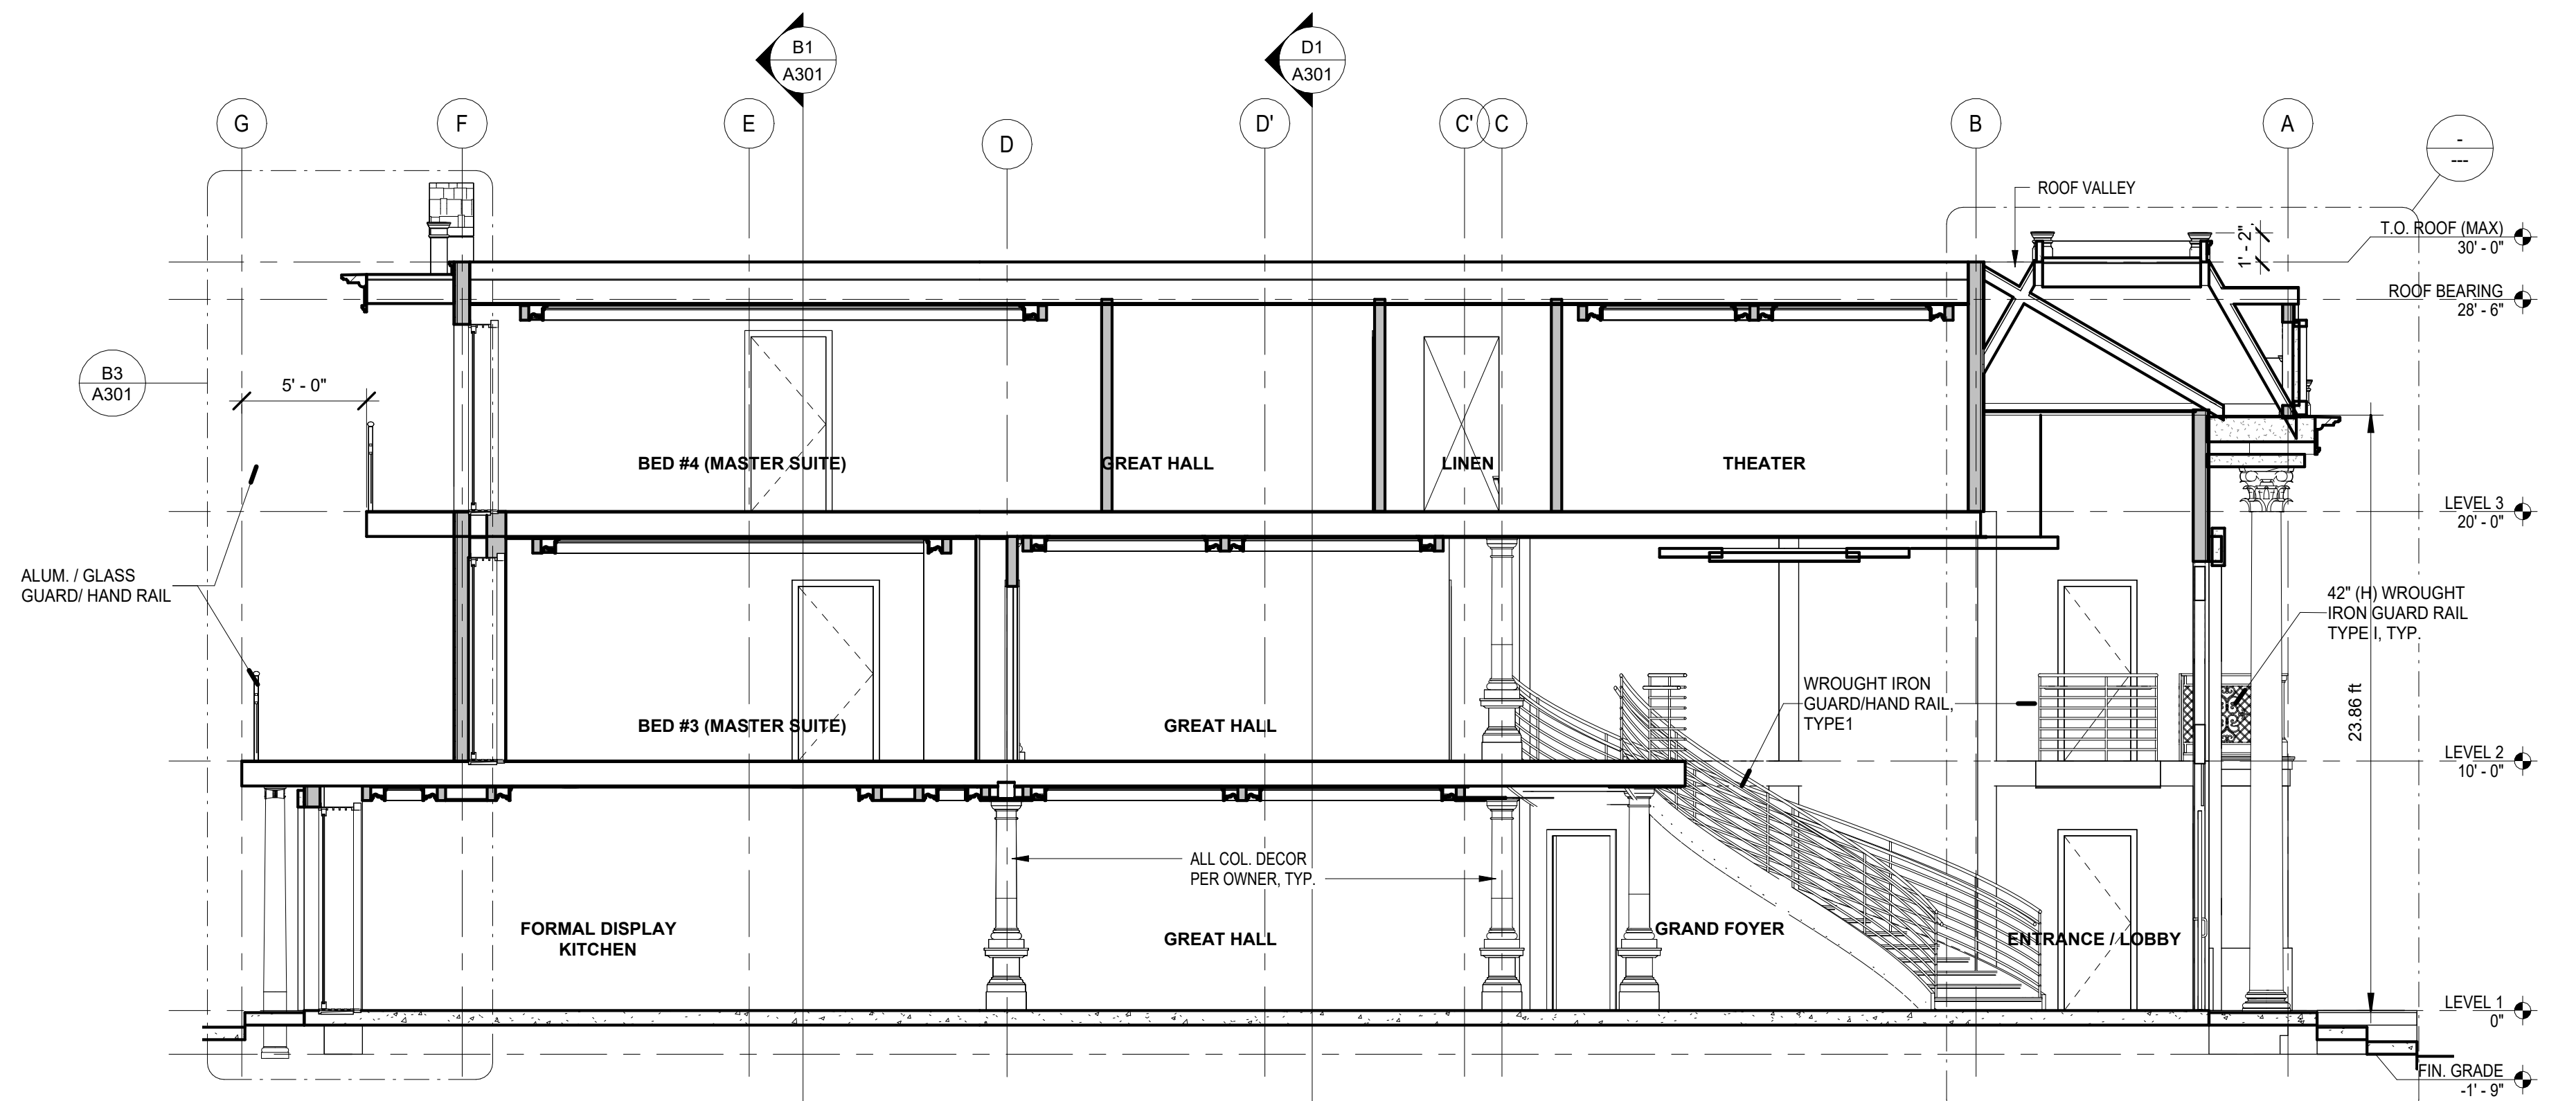 B1
A301
D1
A301
G
F
E
D
D'
C'
C
B
A
-
---
ROOF VALLEY
T.O. ROOF (MAX)
30' - 0"
1' - 2"
ROOF BEARING
28' - 6"
B3
A301
5' - 0"
BED #4 (MASTER SUITE)
GREAT HALL
LINEN
THEATER
LEVEL 3
20' - 0"
ALUM. / GLASS
GUARD/ HAND RAIL
42" (H) WROUGHT
IRON GUARD RAIL
TYPE I, TYP.
WROUGHT IRON
GUARD/HAND RAIL,
TYPE1
23.86 ft
BED #3 (MASTER SUITE)
GREAT HALL
LEVEL 2
10' - 0"
ALL COL. DECOR
PER OWNER, TYP.
FORMAL DISPLAY
KITCHEN
GREAT HALL
GRAND FOYER
ENTRANCE / LOBBY
LEVEL 1
0"
FIN. GRADE
-1' - 9"